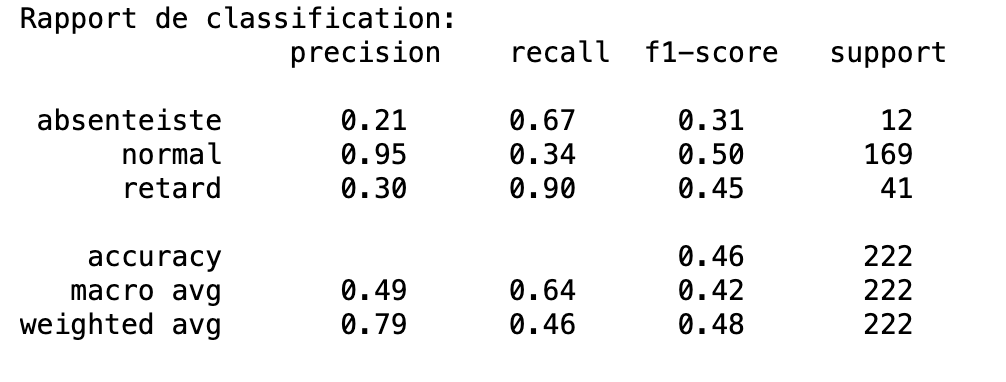 Rapport de classification:
precision recall f1-score support
absenteiste 0.21 0.67 0.31 12
normal 0.95 0.34 0.50 169
retard 0.30 0.90 0.45 41
accuracy 0.46 222
macro avg 0.49 0.64 0.42 222
weighted avg 0.79 0.46 0.48 222